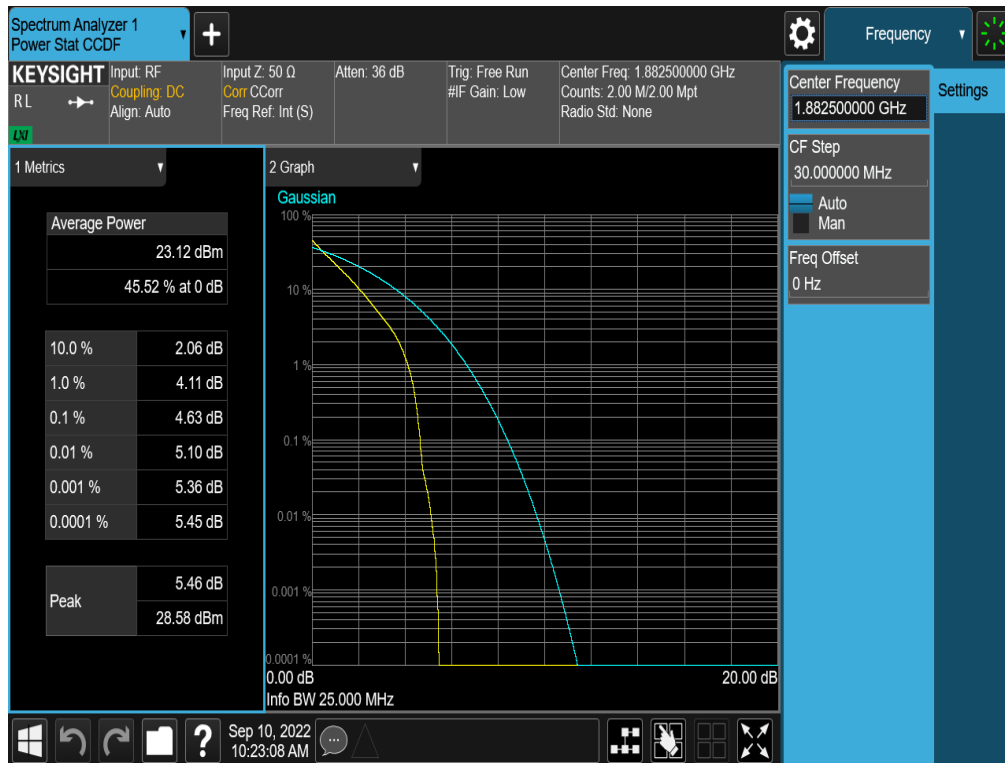 Spectrum Analyzer 1
Power Stat CCDF
+
Frequency
KEYSIGHT
RL
LXI
Input: RF
Coupling: DC
Align: Auto
Input Z: 50 Ω
Corr CCorr
Freq Ref: Int (S)
Atten: 36 dB
Trig: Free Run
#IF Gain: Low
Center Freq: 1.882500000 GHz
Counts: 2.00 M/2.00 Mpt
Radio Std: None
Center Frequency
1.882500000 GHz
Settings
CF Step
30.000000 MHz
Auto
Man
Freq Offset
0 Hz
1 Metrics
Average Power
23.12 dBm
45.52 % at 0 dB
10.0 % 2.06 dB
1.0 % 4.11 dB
0.1 % 4.63 dB
0.01 % 5.10 dB
0.001 % 5.36 dB
0.0001 % 5.45 dB
Peak
5.46 dB
28.58 dBm
2 Graph
Gaussian
100 %
10 %
1 %
0.1 %
0.01 %
0.001 %
0.0001 %
0.00 dB 20.00 dB
Info BW 25.000 MHz
?
Sep 10, 2022
10:23:08 AM